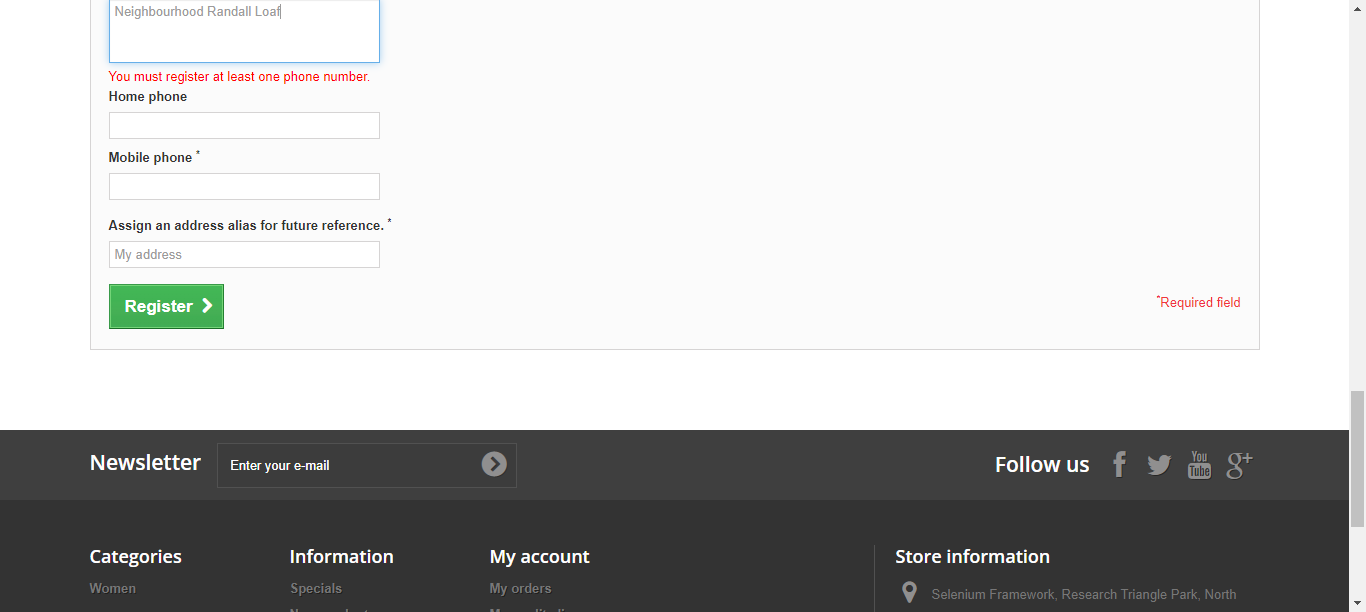 Neighbourhood Randall Loaf
You must register at least one phone number.
Home phone
Mobile phone *
Assign an address alias for future reference. *
My address
Register
*Required field
Newsletter
Enter your e-mail
Follow us
You Tube
g+
Categories
Information
My account
Store information
Women
Specials
My orders
Selenium Framework, Research Triangle Park, North